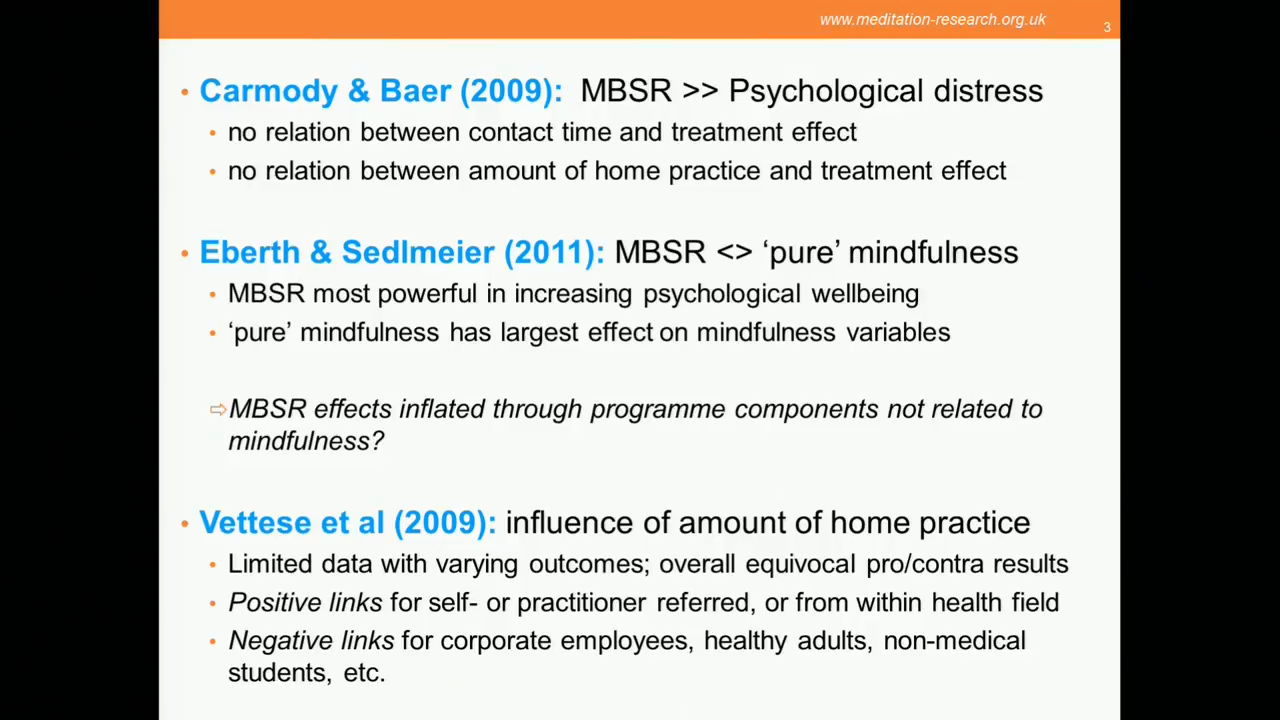 www.meditation-research.org.uk
3
• Carmody & Baer (2009): MBSR >> Psychological distress
• no relation between contact time and treatment effect
• no relation between amount of home practice and treatment effect
• Eberth & Sedlmeier (2011): MBSR <> ‘pure’ mindfulness
• MBSR most powerful in increasing psychological wellbeing
• ‘pure’ mindfulness has largest effect on mindfulness variables
⇨MBSR effects inflated through programme components not related to
mindfulness?
• Vettese et al (2009): influence of amount of home practice
• Limited data with varying outcomes; overall equivocal pro/contra results
• Positive links for self- or practitioner referred, or from within health field
• Negative links for corporate employees, healthy adults, non-medical
students, etc.